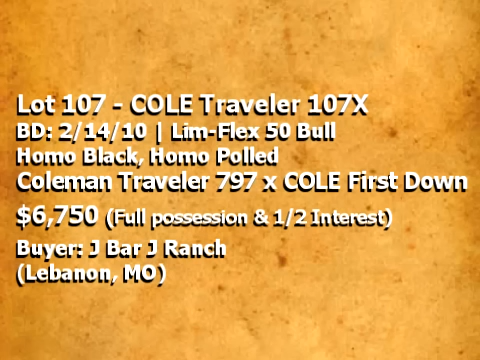 Lot 107 - COLE Traveler 107X
BD: 2/14/10 | Lim-Flex 50 Bull
Homo Black, Homo Polled
Coleman Traveler 797 x COLE First Down
$6,750 (Full possession & 1/2 Interest)
Buyer: J Bar J Ranch
(Lebanon, MO)